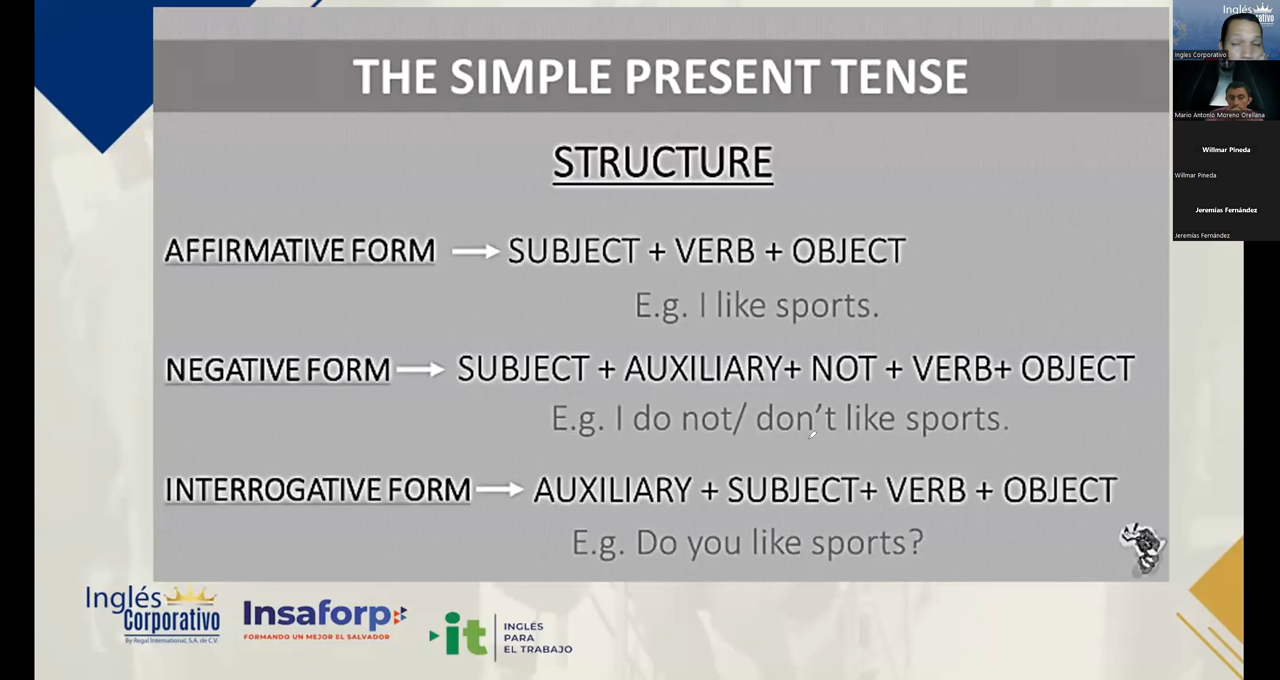 THE SIMPLE PRESENT TENSE
STRUCTURE
AFFIRMATIVE FORM → SUBJECT + VERB + OBJECT
E.g. I like sports.
NEGATIVE FORM → SUBJECT + AUXILIARY+ NOT + VERB+ OBJECT
E.g. I do not/ don't like sports.
INTERROGATIVE FORM → AUXILIARY + SUBJECT+ VERB + OBJECT
E.g. Do you like sports?
Inglés
Corporativo
By Regal International, S.A. de C.V.
Insaforp
FORMANDO UN MEJOR EL SALVADOR
it
INGLÉS
PARA
EL TRABAJO
Inglés
Ingles Corporativo
Mario Antonio Moreno Orellana
Willmar Pineda
Willmar Pineda
Jeremías Fernández
Jeremías Fernández